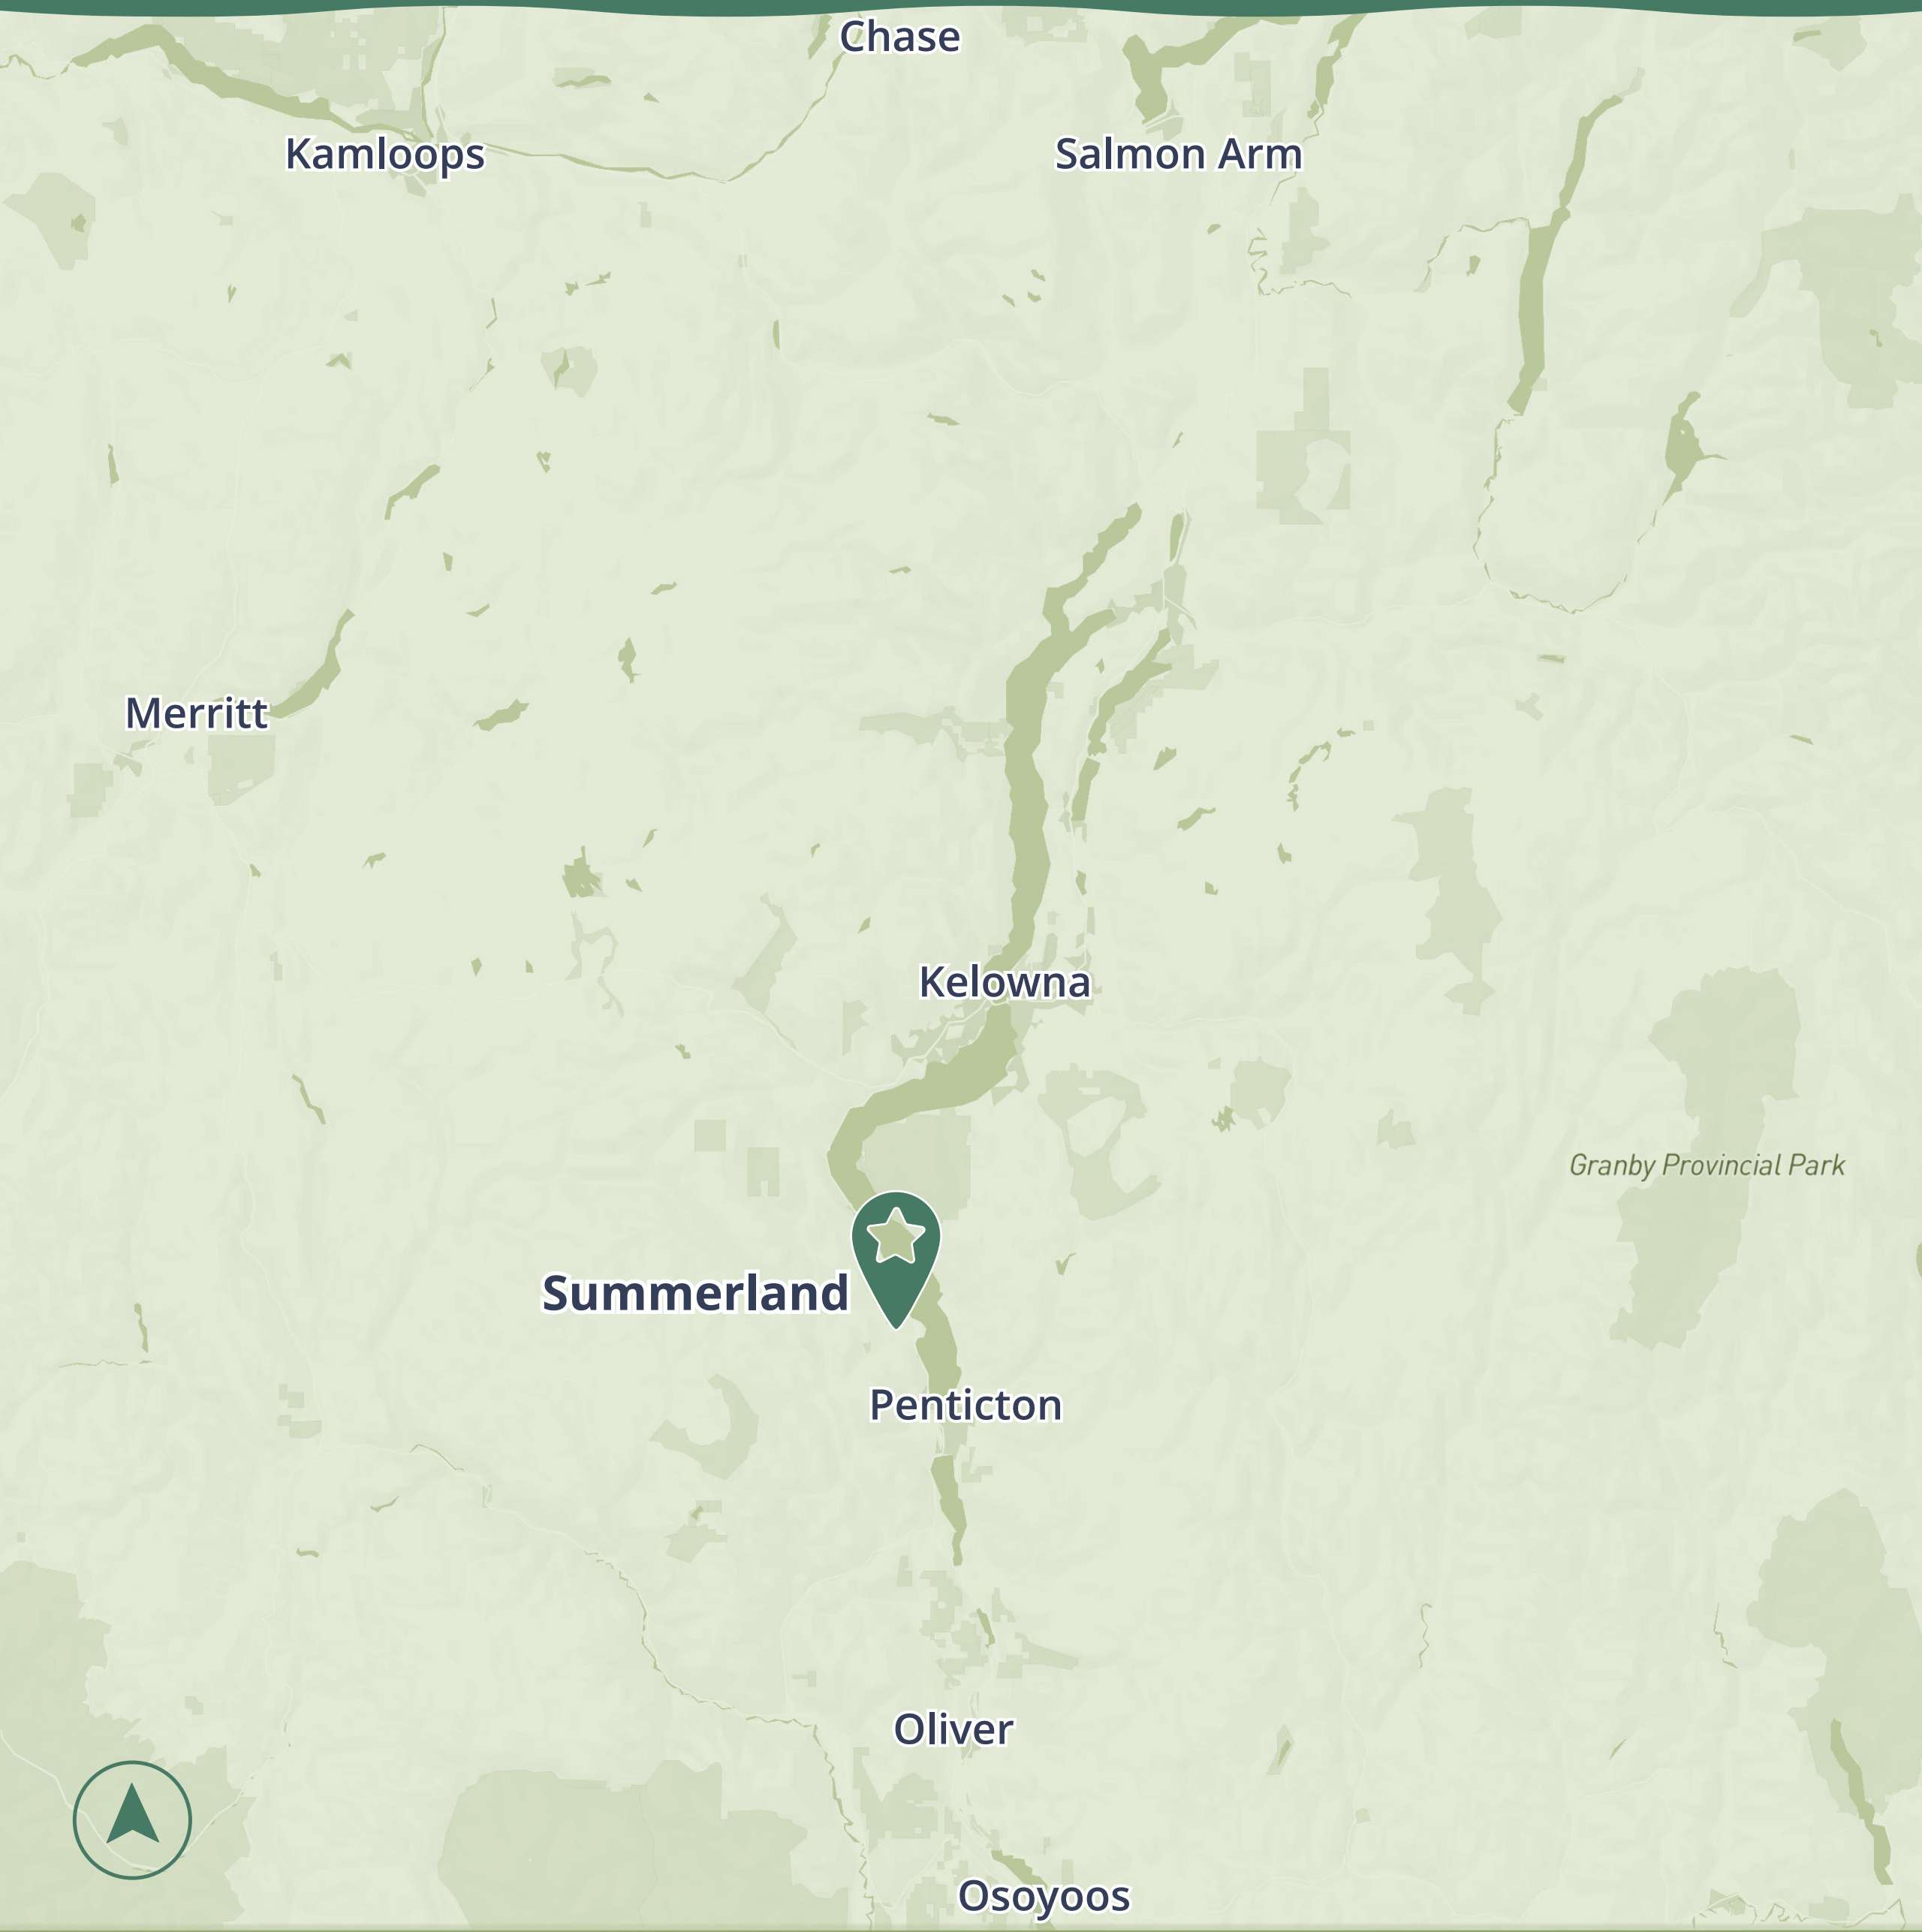 Chase
Kamloops
Salmon Arm
Merritt
Kelowna
Granby Provincial Park
Summerland
Penticton
Oliver
Osoyoos